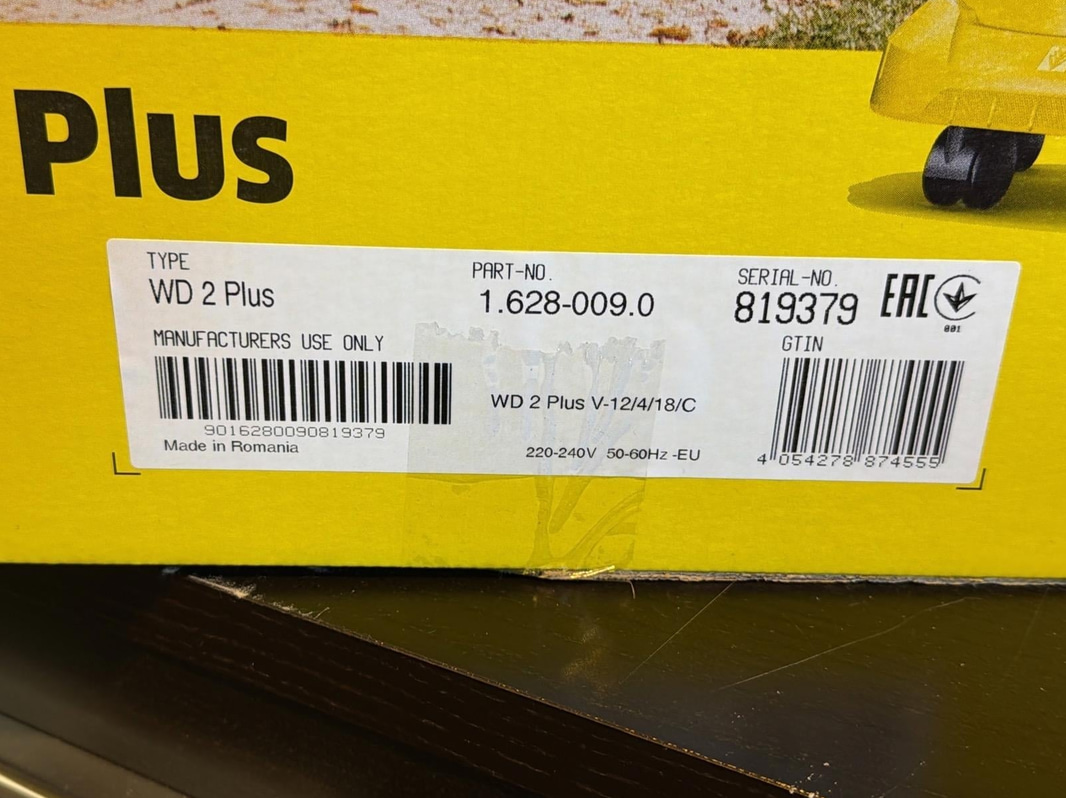 Plus
TYPE
WD 2 Plus
PART-NO.
1.628-009.0
SERIAL-NO.
819379
EAC
001
MANUFACTURERS USE ONLY
9016280090819379
Made in Romania
WD 2 Plus V-12/4/18/C
220-240V 50-60Hz -EU
GTIN
4 054278 874555